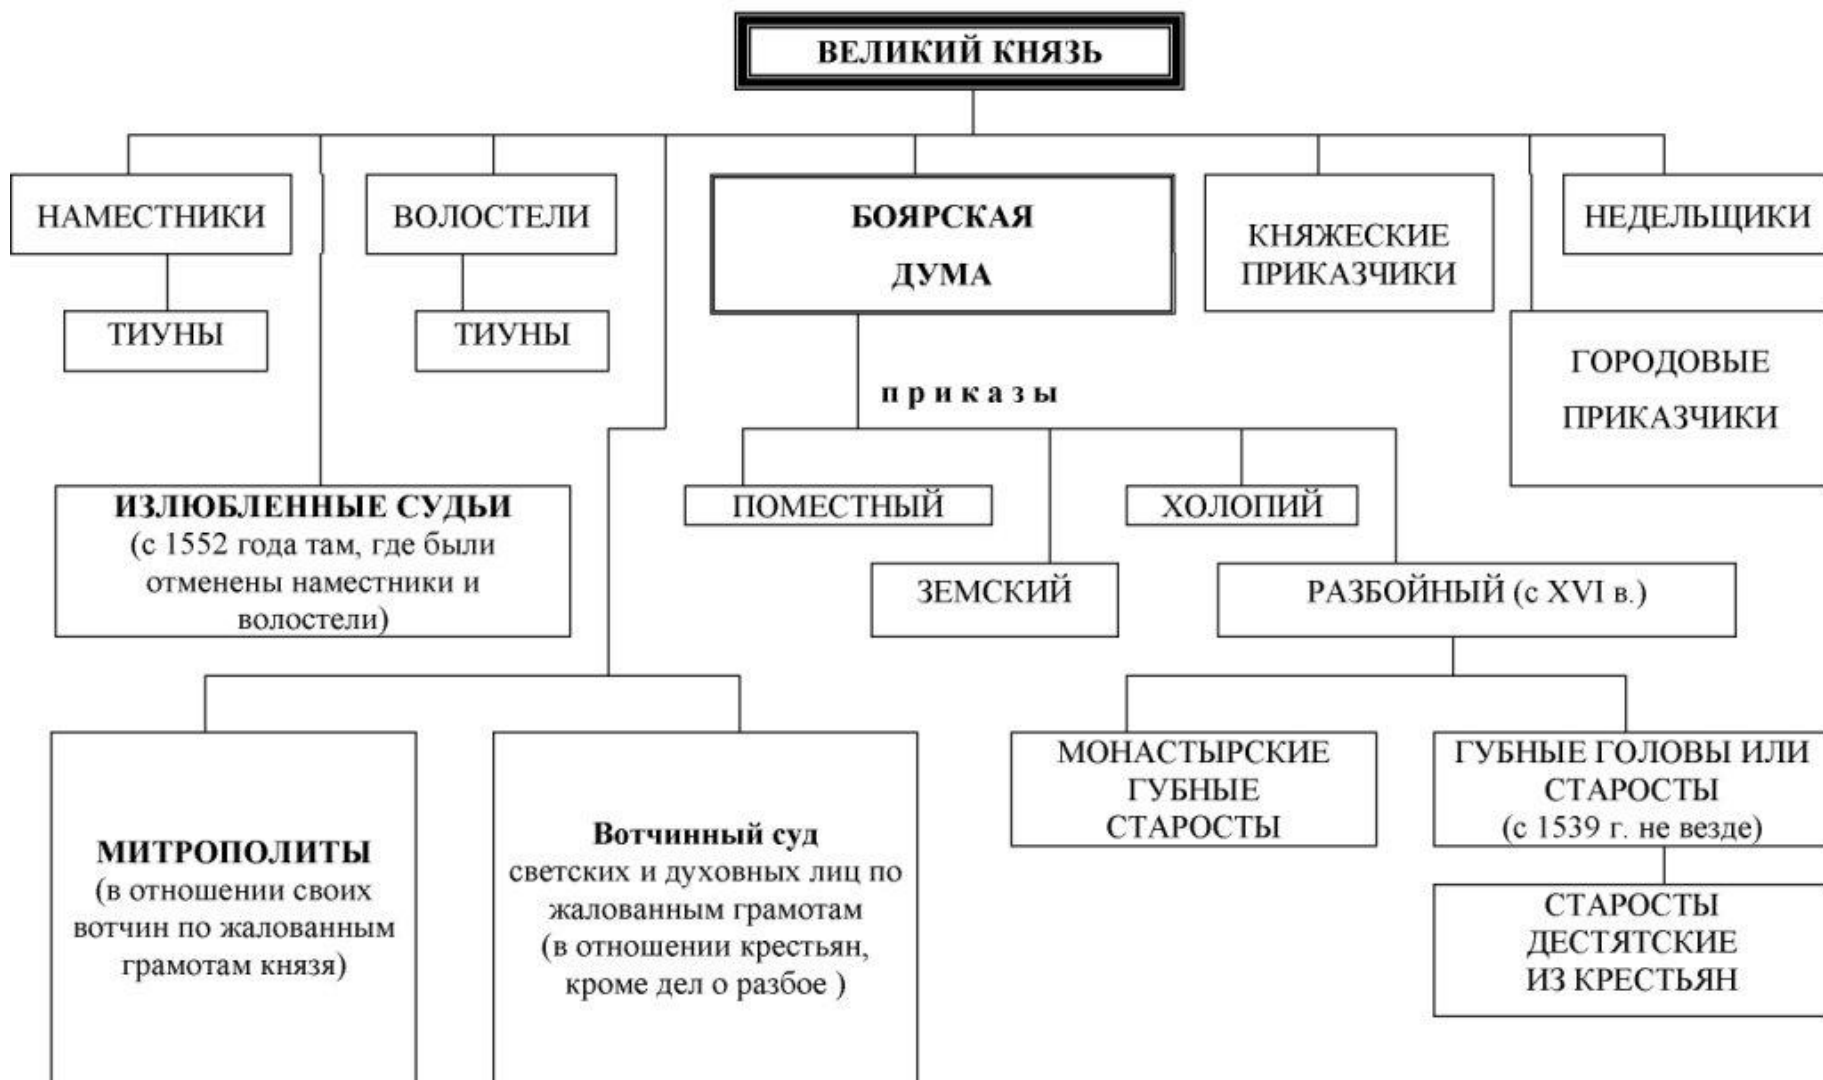 ВЕЛИКИЙ КНЯЗЬ
НАМЕСТНИКИ
ВОЛОСТЕЛИ
БОЯРСКАЯ
ДУМА
КНЯЖЕСКИЕ
ПРИКАЗЧИКИ
НЕДЕЛЬЩИКИ
ТИУНЫ
ТИУНЫ
ГОРОДОВЫЕ
ПРИКАЗЧИКИ
приказы
ИЗЛЮБЛЕННЫЕ СУДЬИ
(с 1552 года там, где были
отменены наместники и
волостели)
ПОМЕСТНЫЙ
ХОЛОПИЙ
ЗЕМСКИЙ
РАЗБОЙНЫЙ (с XVI в.)
МИТРОПОЛИТЫ
(в отношении своих
вотчин по жалованным
грамотам князя)
Вотчинный суд
светских и духовных лиц по
жалованным грамотам
(в отношении крестьян,
кроме дел о разбое )
МОНАСТЫРСКИЕ
ГУБНЫЕ
СТАРОСТЫ
ГУБНЫЕ ГОЛОВЫ ИЛИ
СТАРОСТЫ
(с 1539 г. не везде)
СТАРОСТЫ
ДЕСТЯТСКИЕ
ИЗ КРЕСТЬЯН